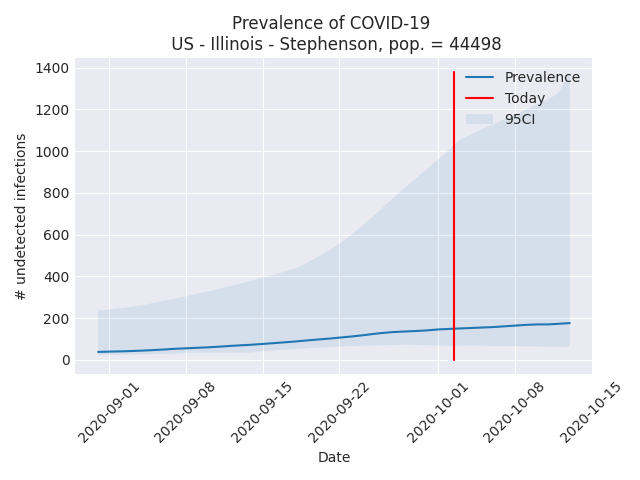 Prevalence of COVID-19
US - Illinois - Stephenson, pop. = 44498
# undetected infections
1400
1200
1000
800
600
400
200
0
Prevalence
Today
95CI
2020-09-01
2020-09-08
2020-09-15
2020-09-22
2020-10-01
2020-10-08
2020-10-15
Date